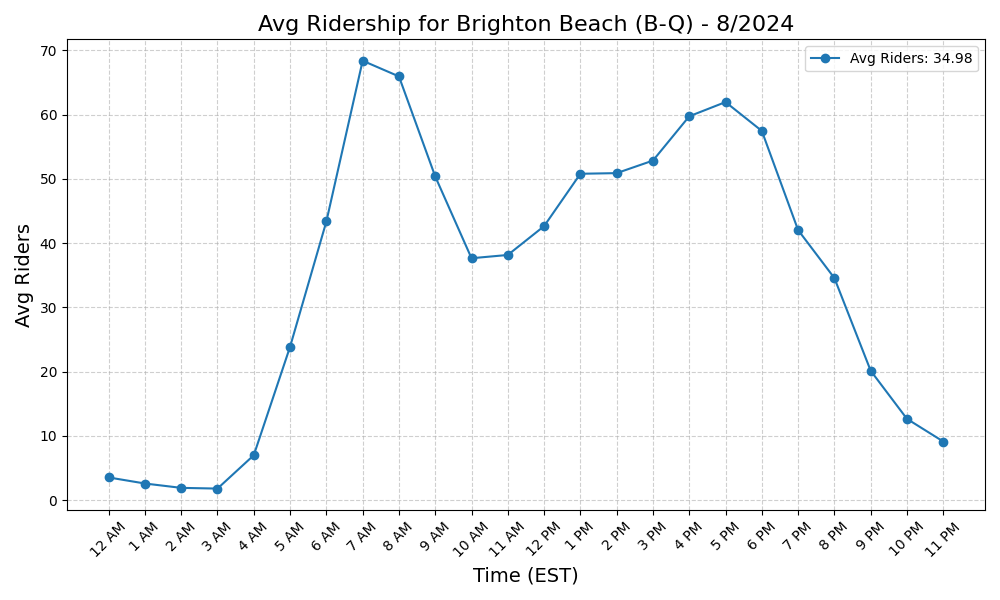 Avg Ridership for Brighton Beach (B-Q) - 8/2024
Avg Riders: 34.98
Avg Riders
70
60
50
40
30
20
10
0
12 AM
1 AM
2 AM
3 AM
4 AM
5 AM
6 AM
7 AM
8 AM
9 AM
10 AM
11 AM
12 PM
1 PM
2 PM
3 PM
4 PM
5 PM
6 PM
7 PM
8 PM
9 PM
10 PM
11 PM
Time (EST)